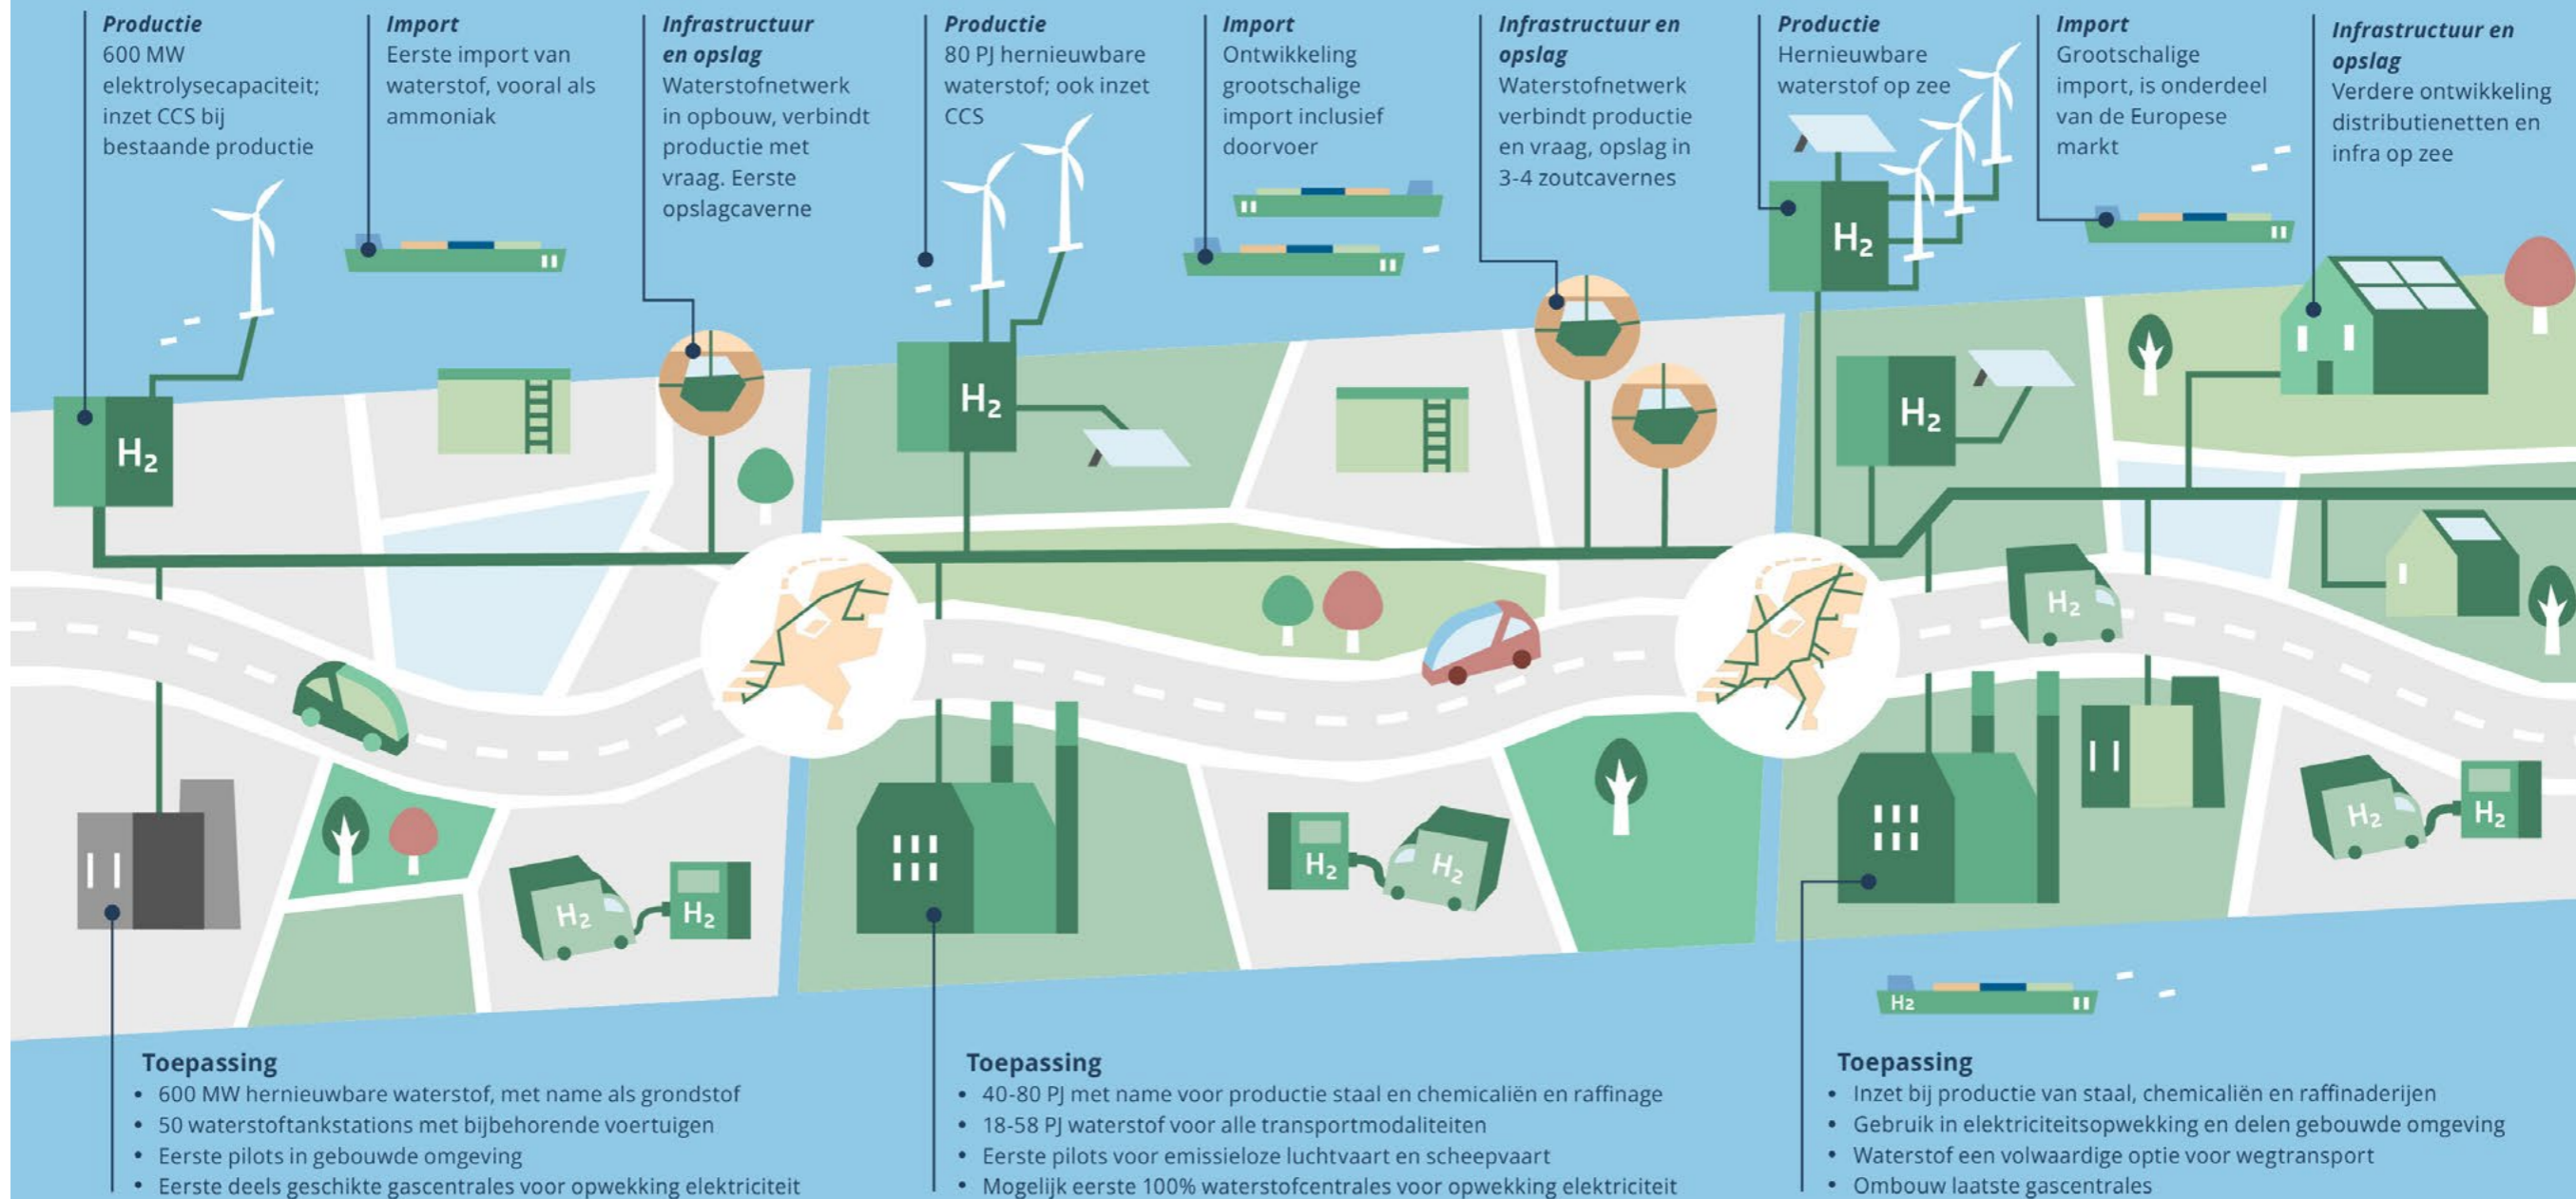 Productie
600 MW
elektrolysecapaciteit;
inzet CCS bij
bestaande productie
Import
Eerste import van
waterstof, vooral als
ammoniak
Infrastructuur
en opslag
Waterstofnetwerk
in opbouw, verbindt
productie met
vraag. Eerste
opslagcaverne
Productie
80 PJ hernieuwbare
waterstof; ook inzet
CCS
Import
Ontwikkeling
grootschalige
import inclusief
doorvoer
Infrastructuur en
opslag
Waterstofnetwerk
verbindt productie
en vraag, opslag in
3-4 zoutcavernes
Productie
Hernieuwbare
waterstof op zee
Import
Grootschalige
import, is onderdeel
van de Europese
markt
Infrastructuur en
opslag
Verdere ontwikkeling
distributienetten en
infra op zee
H₂
H₂
H₂
H₂
H₂
H₂
H₂
H₂
H₂
H₂
H₂
H2
Toepassing
• 600 MW hernieuwbare waterstof, met name als grondstof
• 50 waterstoftankstations met bijbehorende voertuigen
• Eerste pilots in gebouwde omgeving
• Eerste deels geschikte gascentrales voor opwekking elektriciteit
Toepassing
• 40-80 PJ met name voor productie staal en chemicaliën en raffinage
• 18-58 PJ waterstof voor alle transportmodaliteiten
• Eerste pilots voor emissieloze luchtvaart en scheepvaart
• Mogelijk eerste 100% waterstofcentrales voor opwekking elektriciteit
Toepassing
• Inzet bij productie van staal, chemicaliën en raffinaderijen
• Gebruik in elektriciteitsopwekking en delen gebouwde omgeving
• Waterstof een volwaardige optie voor wegtransport
• Ombouw laatste gascentrales